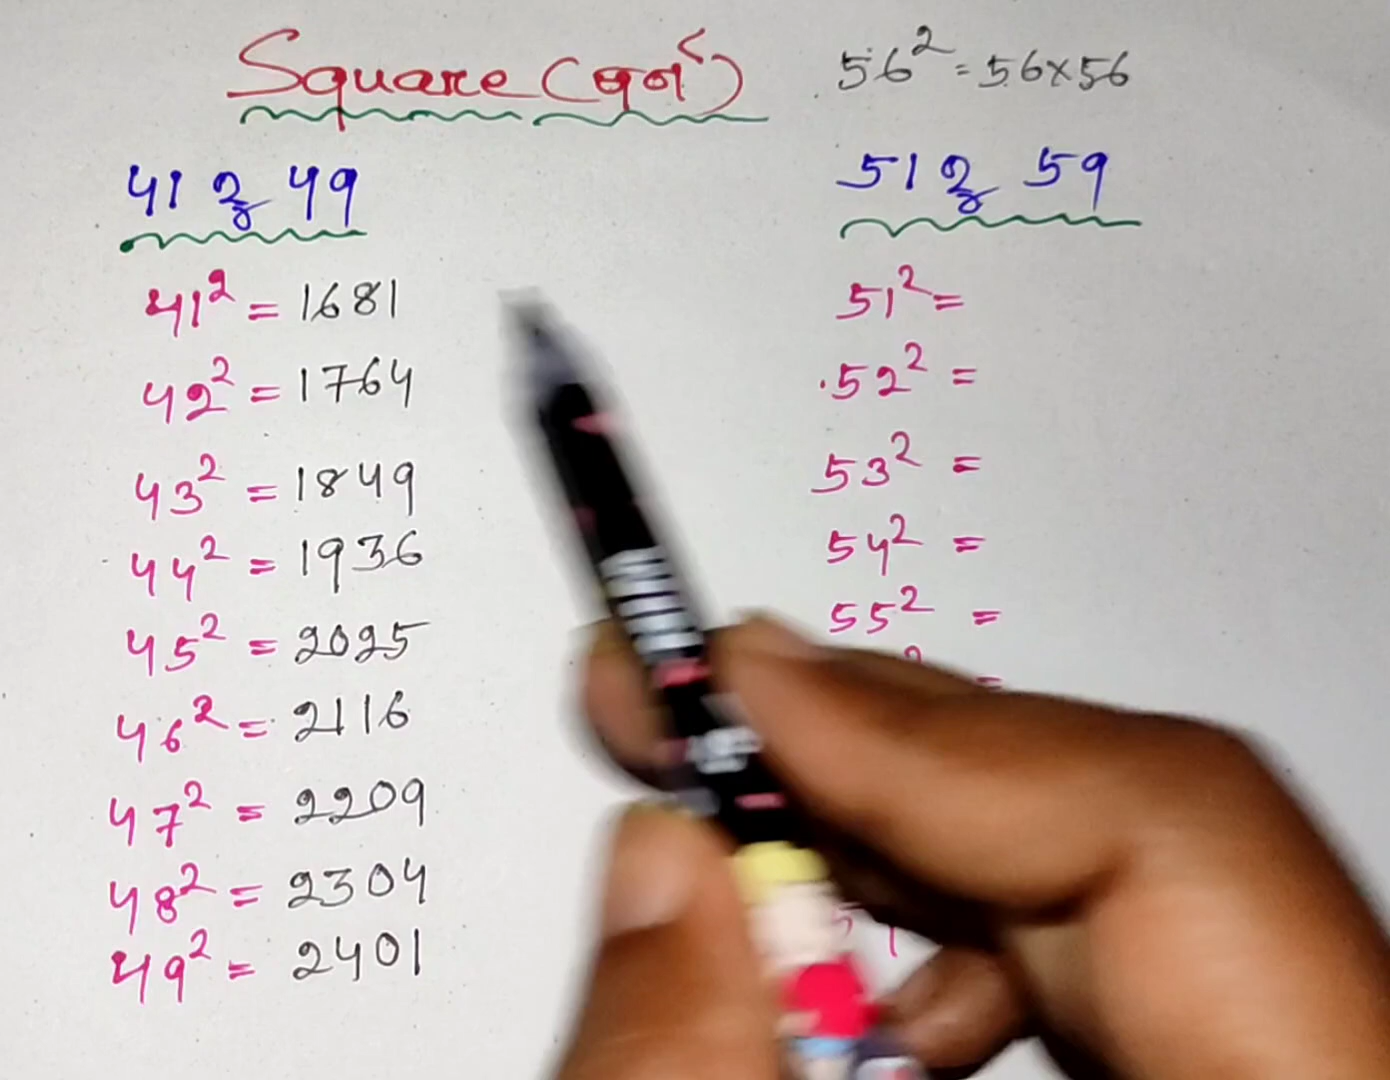 Square (वर्ग)
56² = 56×56
41 से 49
41² = 1681
42² = 1764
43² = 1849
44² = 1936
45² = 2025
46² = 2116
47² = 2209
48² = 2304
49² = 2401
51 से 59
51² =
52² =
53² =
54² =
55² =